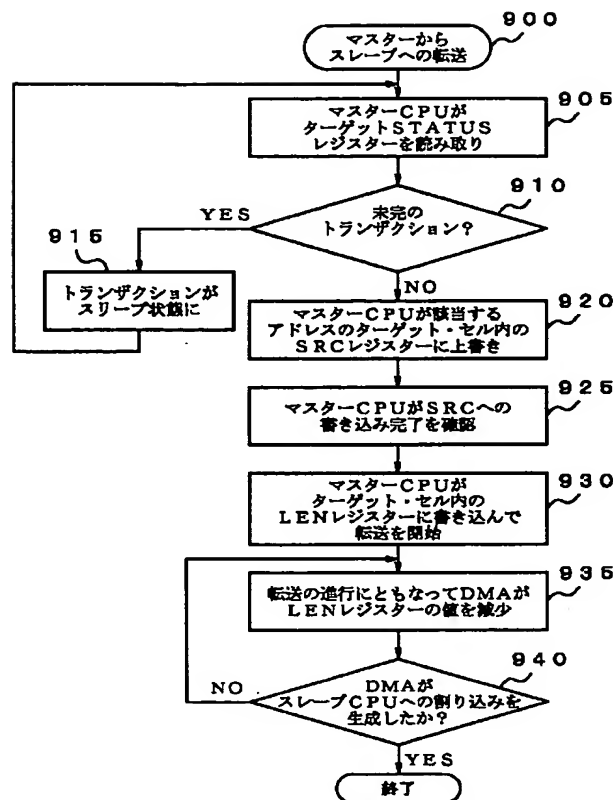 マスターから
スレーブへの転送
900
マスターCPUが
ターゲットSTATUS
レジスターを読み取り
905
未完の
トランザクション?
910
YES
NO
915
トランザクションが
スリープ状態に
マスターCPUが該当する
アドレスのターゲット・セル内の
SRCレジスターに上書き
920
マスターCPUがSRCへの
書き込み完了を確認
925
マスターCPUが
ターゲット・セル内の
LENレジスターに書き込んで
転送を開始
930
転送の進行にともなってDMAが
LENレジスターの値を減少
935
DMAが
スレーブCPUへの割り込みを
生成したか?
940
NO
YES
終了